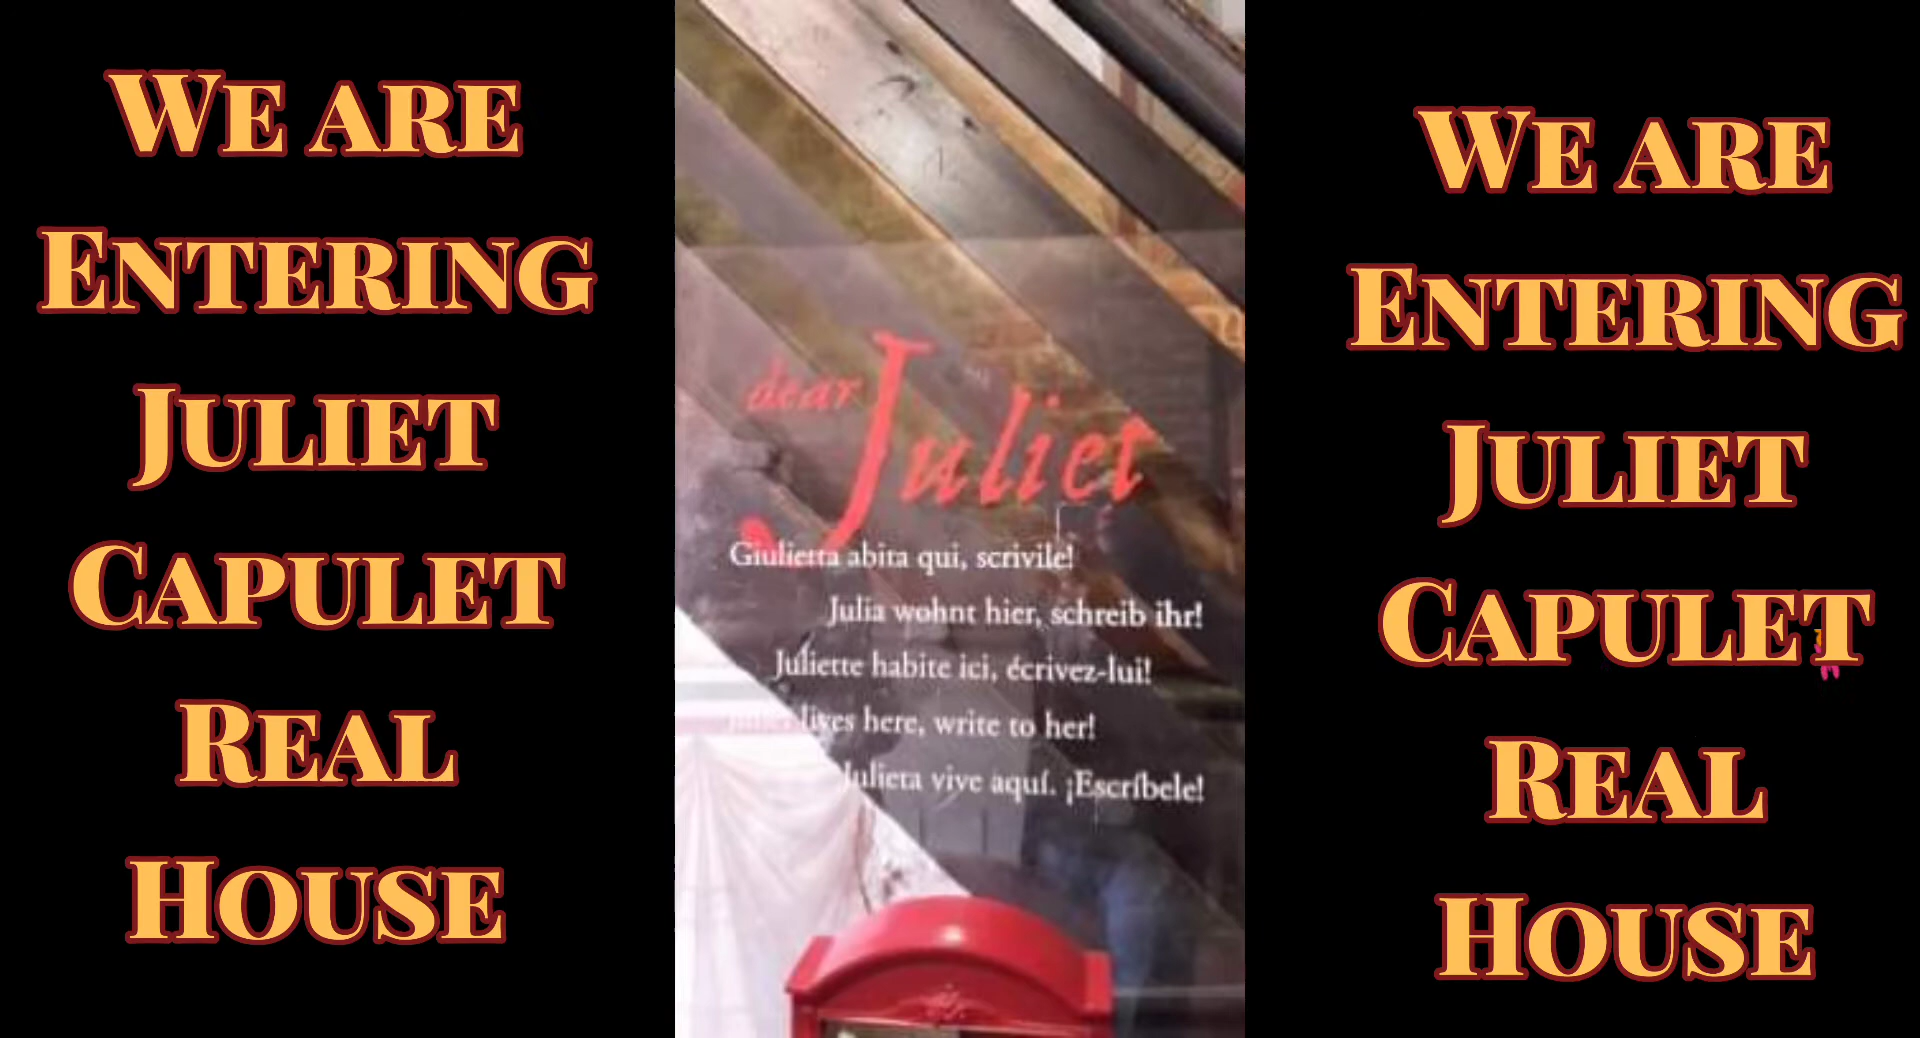 We are
Entering
Juliet
Capulet
Real
House
dear Juliet
Giulietta abita qui, scrivile!
Julia wohnt hier, schreib ihr!
Juliette habite ici, écrivez-lui!
lives here, write to her!
Julieta vive aquí. ¡Escríbele!
We are
Entering
Juliet
Capulet
Real
House